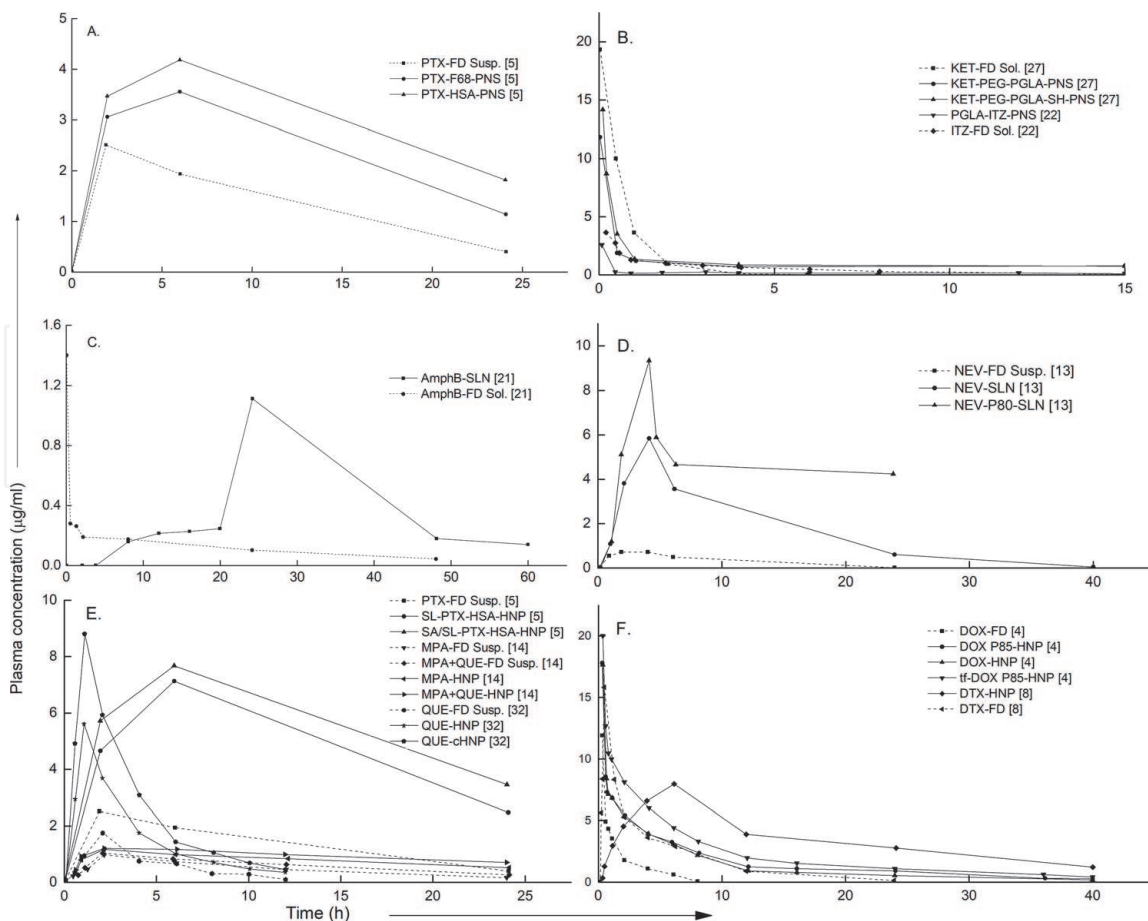 A.
PTX-FD Susp. [5]
PTX-F68-PNS [5]
PTX-HSA-PNS [5]
5
4
3
2
1
0
0 5 10 15 20 25
B.
KET-FD Sol. [27]
KET-PEG-PGLA-PNS [27]
KET-PEG-PGLA-SH-PNS [27]
PGLA-ITZ-PNS [22]
ITZ-FD Sol. [22]
20
15
10
5
0
0 5 10 15
Plasma concentration (μg/ml)
C.
AmphB-SLN [21]
AmphB-FD Sol. [21]
1.6
1.2
0.8
0.4
0.0
0 10 20 30 40 50 60
D.
NEV-FD Susp. [13]
NEV-SLN [13]
NEV-P80-SLN [13]
10
8
6
4
2
0
0 10 20 30 40
E.
PTX-FD Susp. [5]
SL-PTX-HSA-HNP [5]
SA/SL-PTX-HSA-HNP [5]
MPA-FD Susp. [14]
MPA+QUE-FD Susp. [14]
MPA-HNP [14]
MPA+QUE-HNP [14]
QUE-FD Susp. [32]
QUE-HNP [32]
QUE-cHNP [32]
10
8
6
4
2
0
0 5 10 15 20 25
F.
DOX-FD [4]
DOX P85-HNP [4]
DOX-HNP [4]
tf-DOX P85-HNP [4]
DTX-HNP [8]
DTX-FD [8]
20
15
10
5
0
0 10 20 30 40
Time (h)